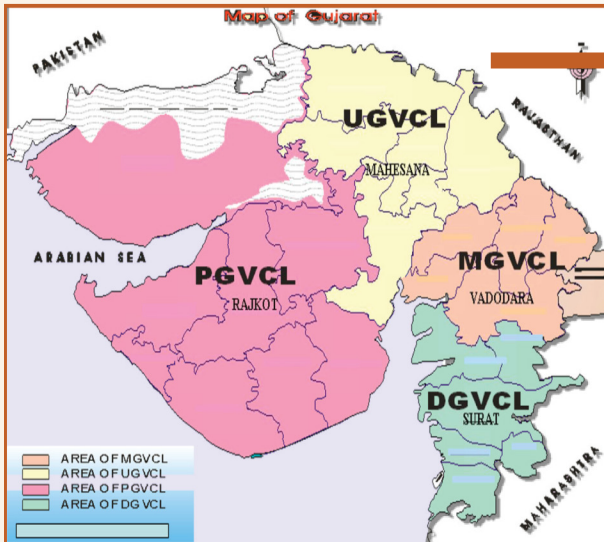 Map of Gujarat
PAKISTAN
RAJASTHAN
UGVCL
MAHESANA
ARABIAN SEA
PGVCL
RAJKOT
MGVCL
VADODARA
DGVCL
SURAT
MAHARASHTRA
AREA OF MGVCL
AREA OF UGVCL
AREA OF PGVCL
AREA OF DGVCL